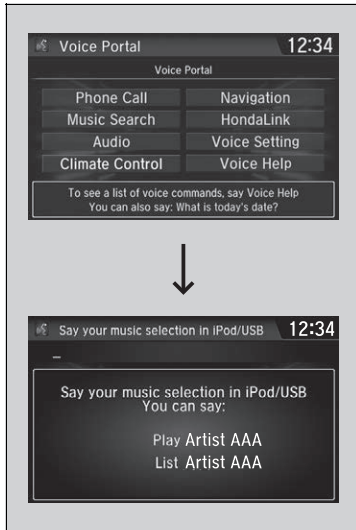 Voice Portal 12:34
Voice Portal
Phone Call Navigation
Music Search HondaLink
Audio Voice Setting
Climate Control Voice Help
To see a list of voice commands, say Voice Help
You can also say: What is today's date?
Say your music selection in iPod/USB 12:34
Say your music selection in iPod/USB
You can say:
Play Artist AAA
List Artist AAA